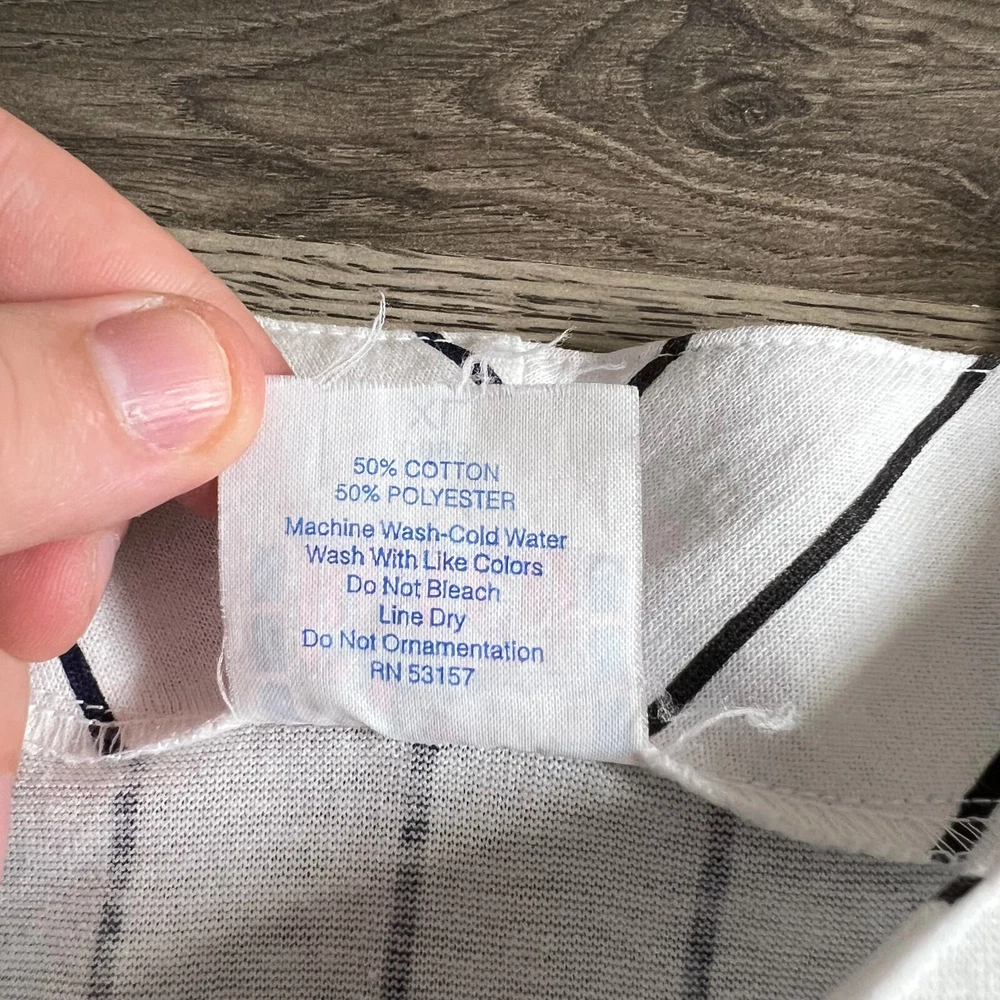 50% COTTON
50% POLYESTER
Machine Wash-Cold Water
Wash With Like Colors
Do Not Bleach
Line Dry
Do Not Ornamentation
RN 53157